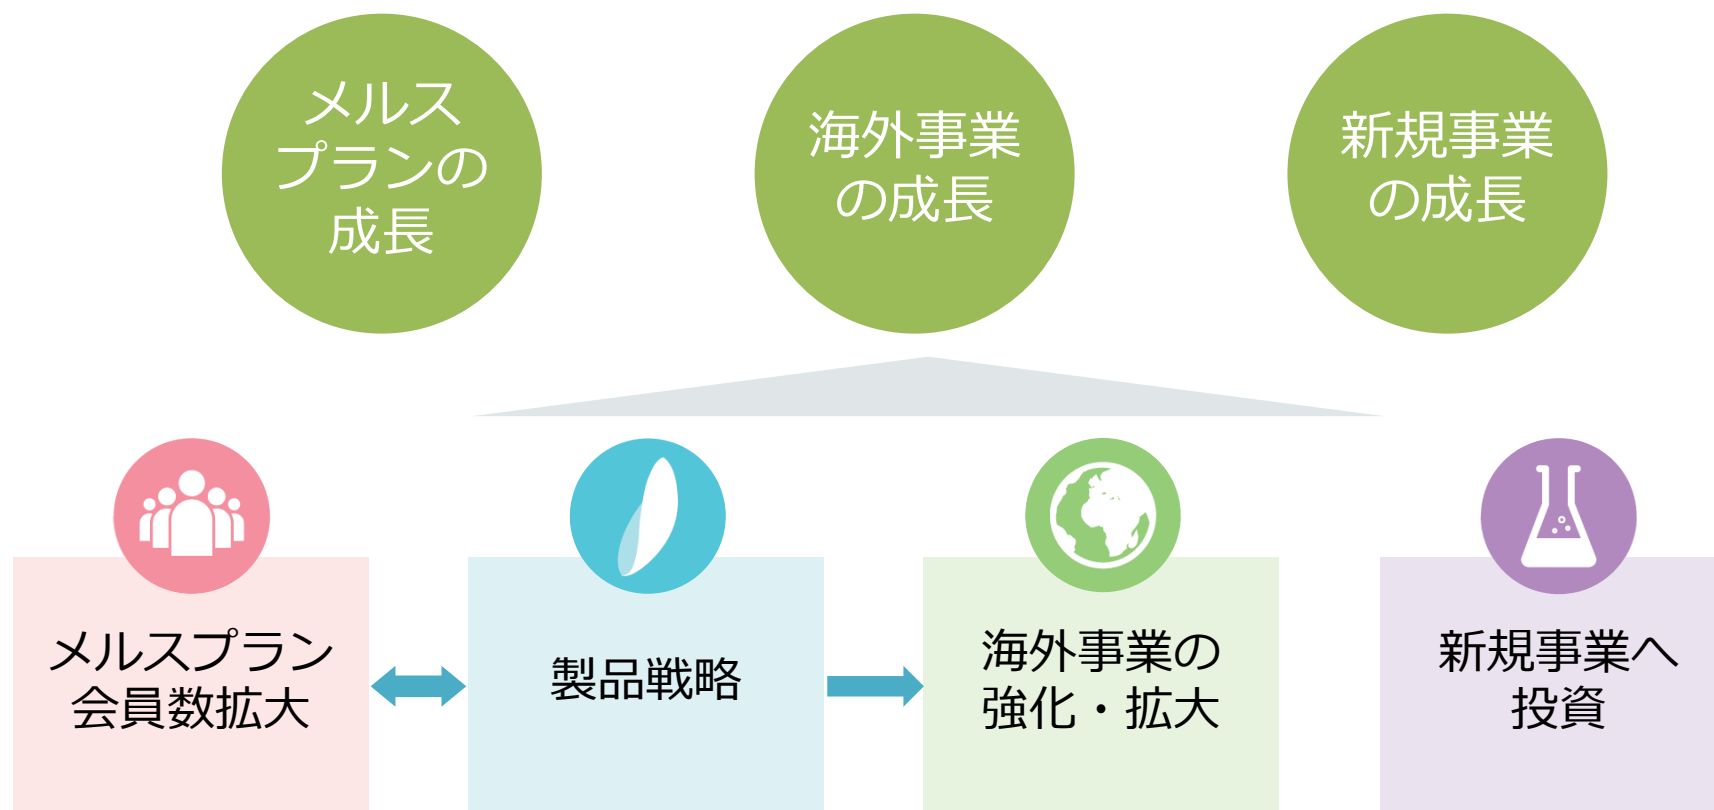 メルス
プランの
成長
海外事業
の成長
新規事業
の成長
メルスプラン
会員数拡大
製品戦略
海外事業の
強化・拡大
新規事業へ
投資